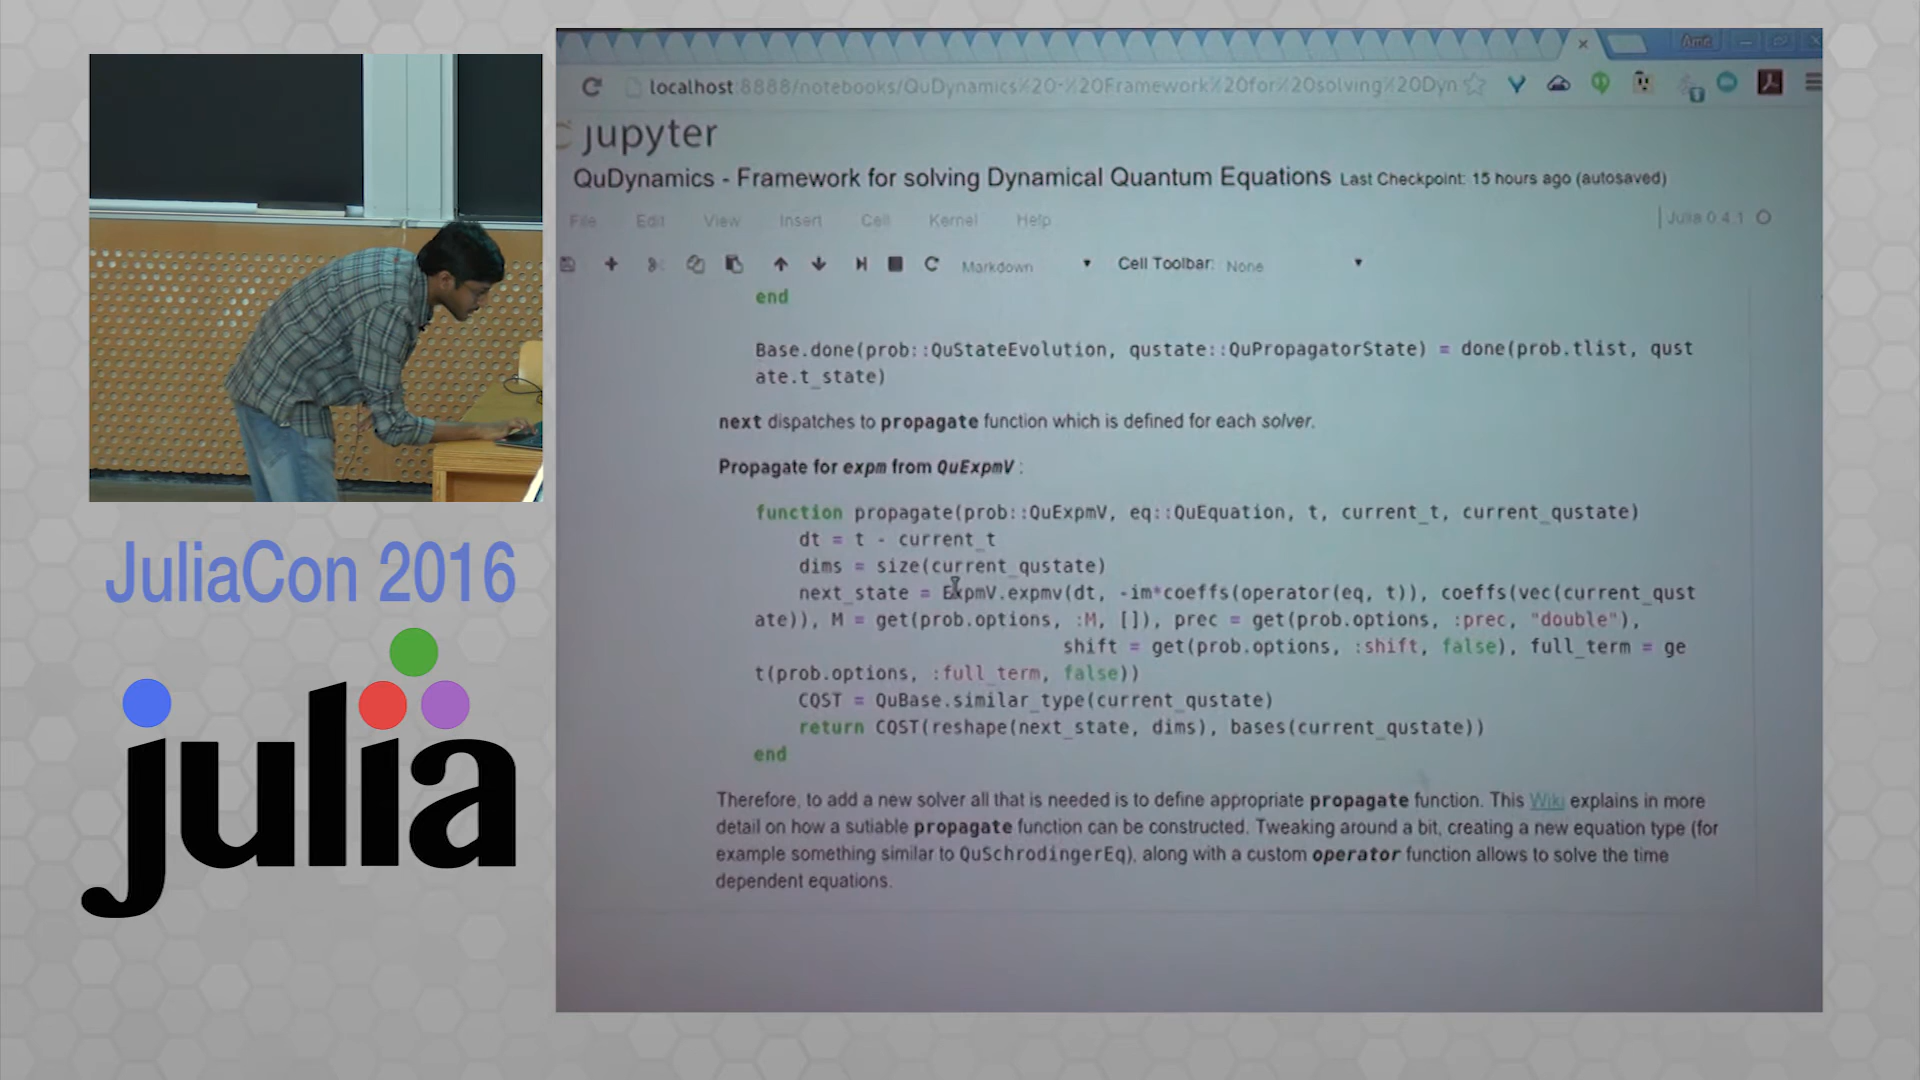 JuliaCon 2016
julia
Amit
localhost:8888/notebooks/QuDynamics%20-%20Framework%20for%20solving%20Dyn
jupyter
QuDynamics - Framework for solving Dynamical Quantum Equations Last Checkpoint: 15 hours ago (autosaved)
File Edit View Insert Cell Kernel Help
Julia 0.4.1
Markdown Cell Toolbar: None
end
Base.done(prob::QuStateEvolution, qustate::QuPropagatorState) = done(prob.tlist, qust
ate.t_state)
next dispatches to propagate function which is defined for each solver.
Propagate for expm from QuExpmV :
function propagate(prob::QuExpmV, eq::QuEquation, t, current_t, current_qustate)
dt = t - current_t
dims = size(current_qustate)
next_state = ExpmV.expmv(dt, -im*coeffs(operator(eq, t)), coeffs(vec(current_qust
ate)), M = get(prob.options, :M, []), prec = get(prob.options, :prec, "double"),
shift = get(prob.options, :shift, false), full_term = ge
t(prob.options, :full_term, false))
CQST = QuBase.similar_type(current_qustate)
return CQST(reshape(next_state, dims), bases(current_qustate))
end
Therefore, to add a new solver all that is needed is to define appropriate propagate function. This Wiki explains in more
detail on how a sutiable propagate function can be constructed. Tweaking around a bit, creating a new equation type (for
example something similar to QuSchrodingerEq), along with a custom operator function allows to solve the time
dependent equations.